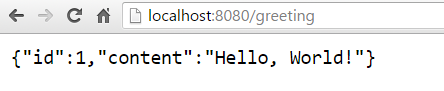 localhost:8080/greeting
{"id":1,"content":"Hello, World!"}